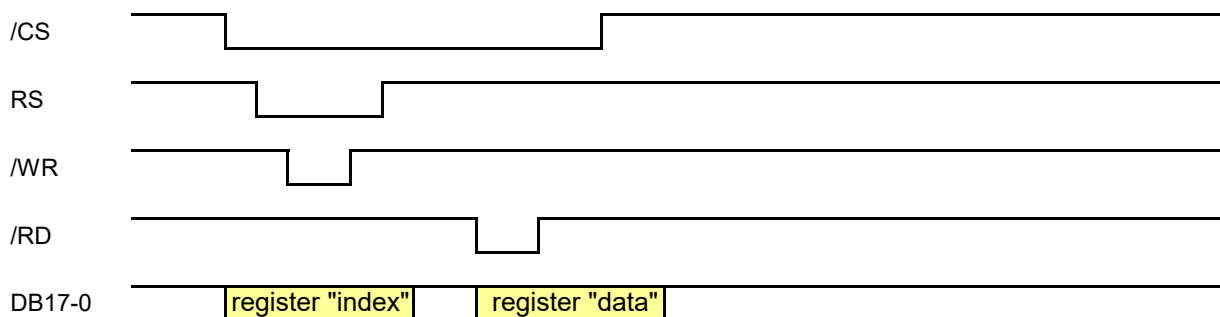 /CS
RS
/WR
/RD
DB17-0 register "index" register "data"